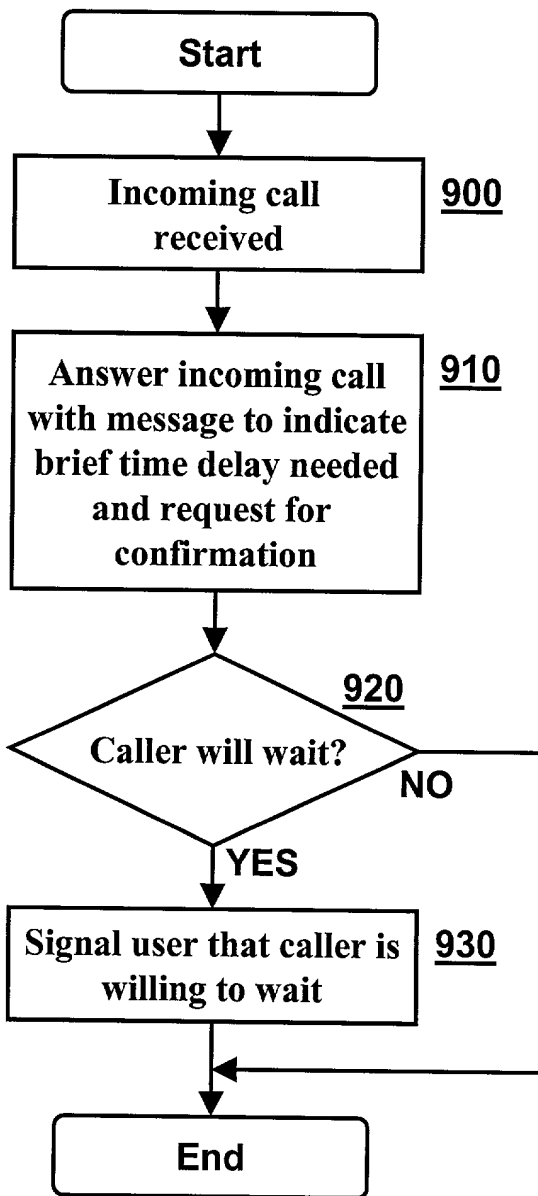 Start
Incoming call
received
900
Answer incoming call
with message to indicate
brief time delay needed
and request for
confirmation
910
920
Caller will wait?
NO
YES
Signal user that caller is
willing to wait
930
End